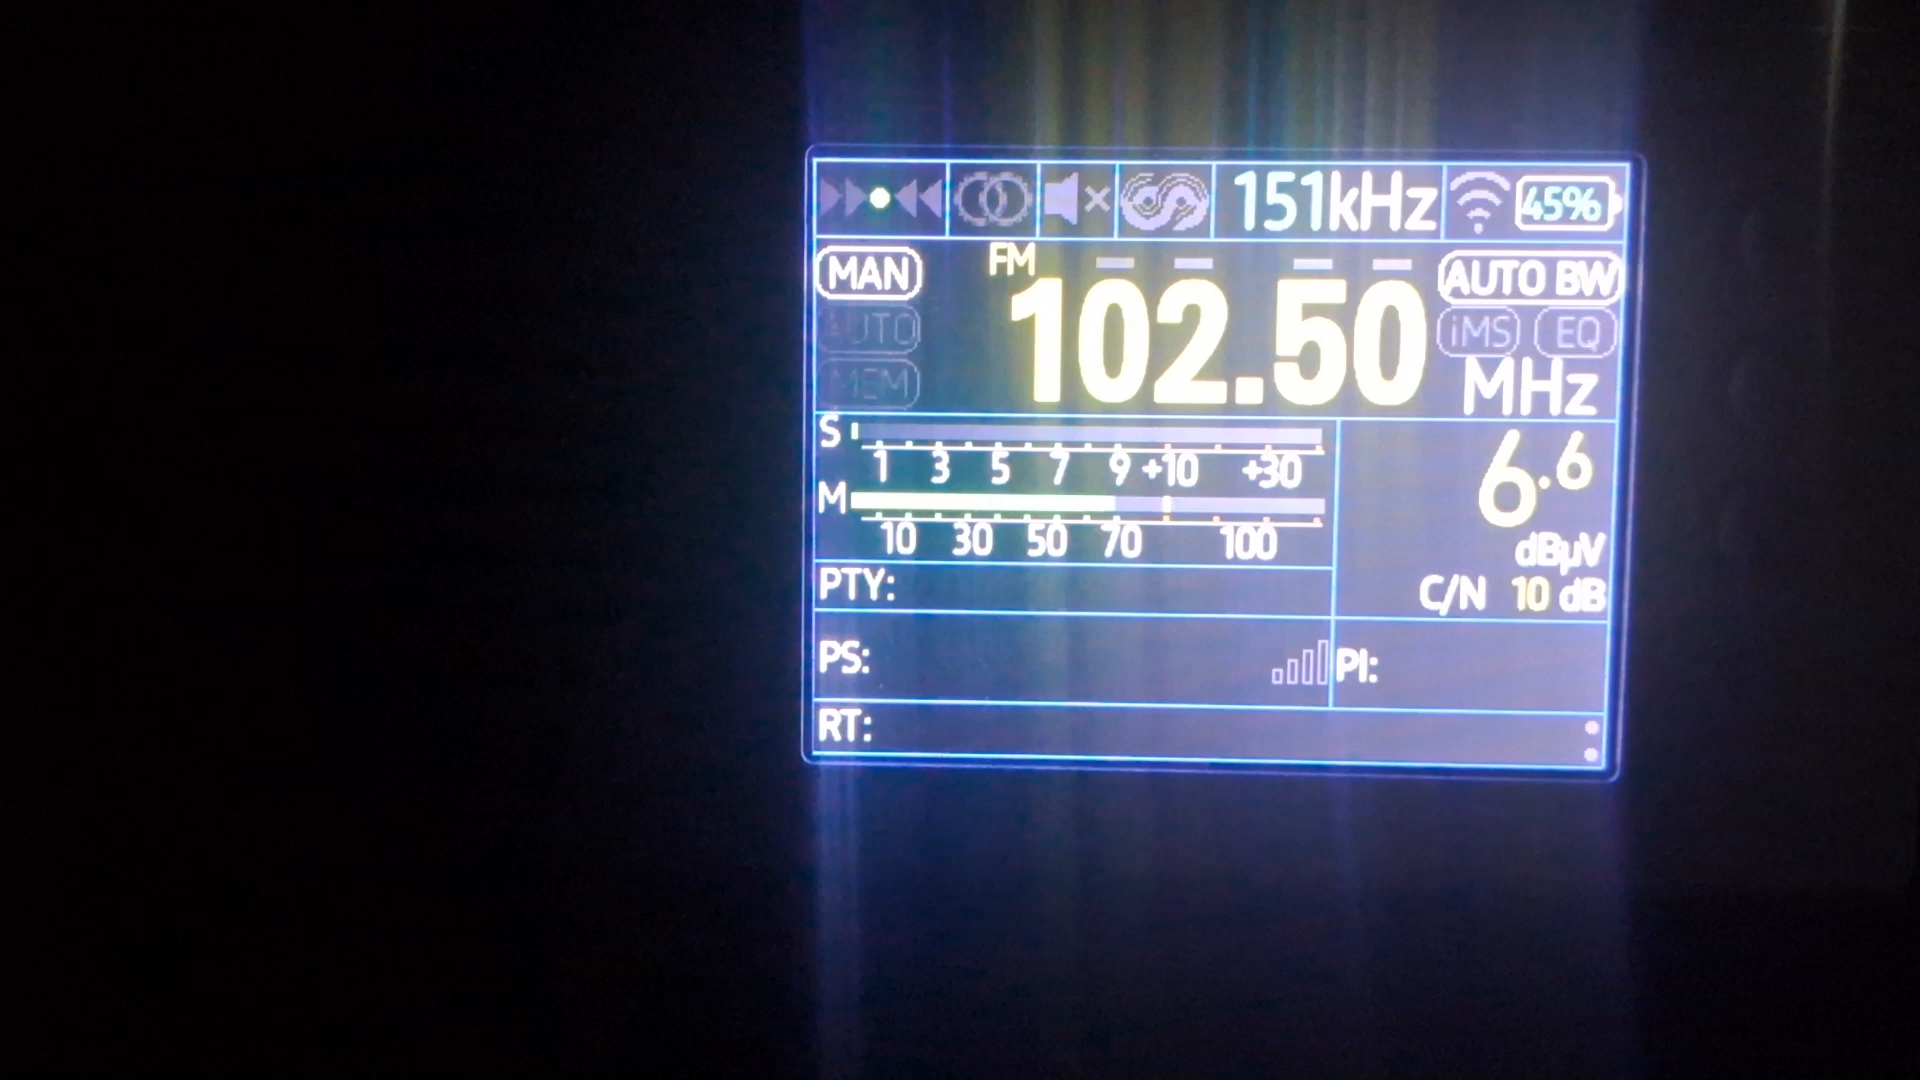 151kHz 45%
MAN FM AUTO BW
AUTO 102.50 iMS EQ
MEM MHz
S
1 3 5 7 9 +10 +30 6.6
M
10 30 50 70 100 dBµV
PTY: C/N 10 dB
PS: PI:
RT: